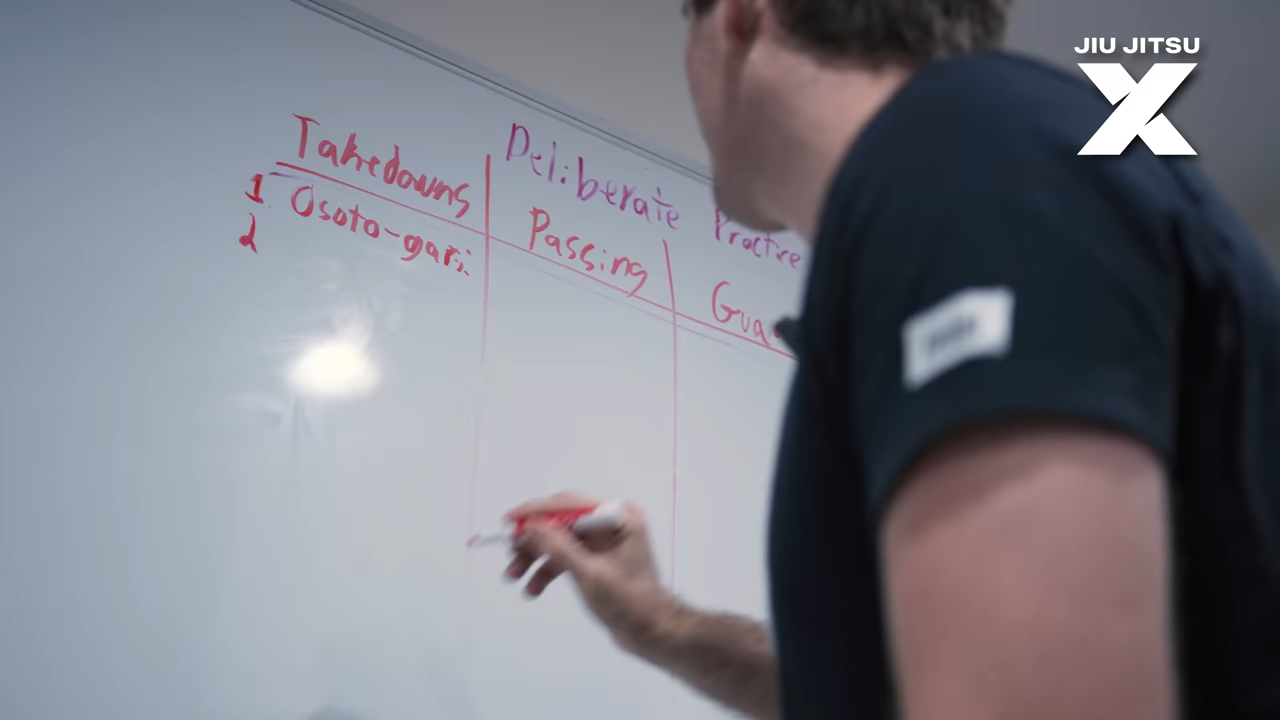 JIU JITSU
X
Deliberate Practice
Takedowns
Passing
1 Osoto-gari
2